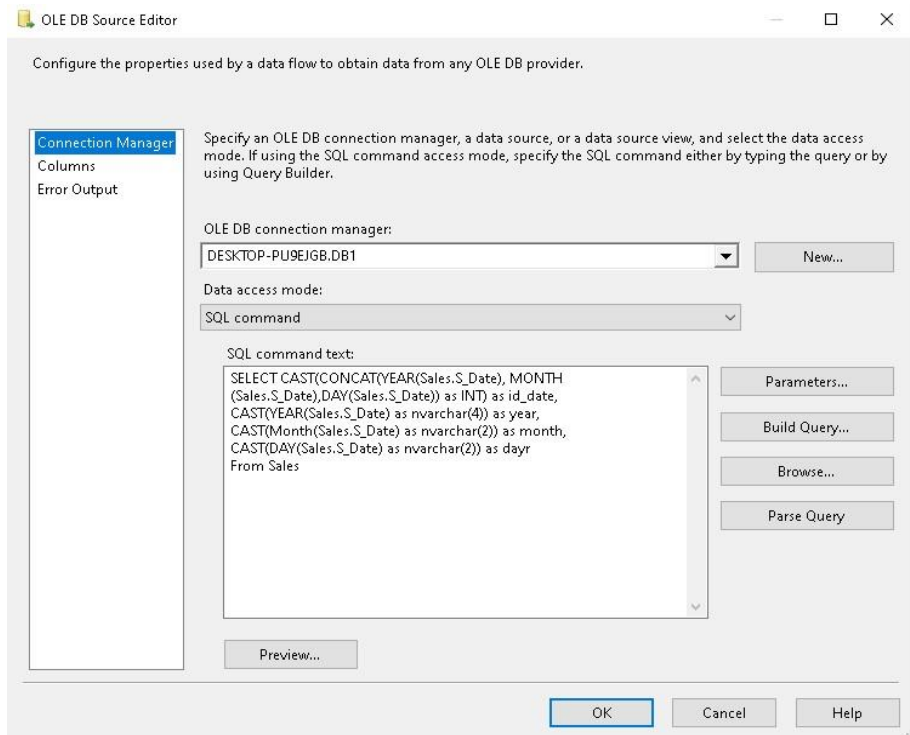 OLE DB Source Editor
Configure the properties used by a data flow to obtain data from any OLE DB provider.
Connection Manager
Columns
Error Output
Specify an OLE DB connection manager, a data source, or a data source view, and select the data access
mode. If using the SQL command access mode, specify the SQL command either by typing the query or by
using Query Builder.
OLE DB connection manager:
DESKTOP-PU9EJGB.DB1
New...
Data access mode:
SQL command
SQL command text:
SELECT CAST(CONCAT(YEAR(Sales.S_Date), MONTH
(Sales.S_Date),DAY(Sales.S_Date)) as INT) as id_date,
CAST(YEAR(Sales.S_Date) as nvarchar(4)) as year,
CAST(Month(Sales.S_Date) as nvarchar(2)) as month,
CAST(DAY(Sales.S_Date) as nvarchar(2)) as dayr
From Sales
Parameters...
Build Query...
Browse...
Parse Query
Preview...
OK
Cancel
Help